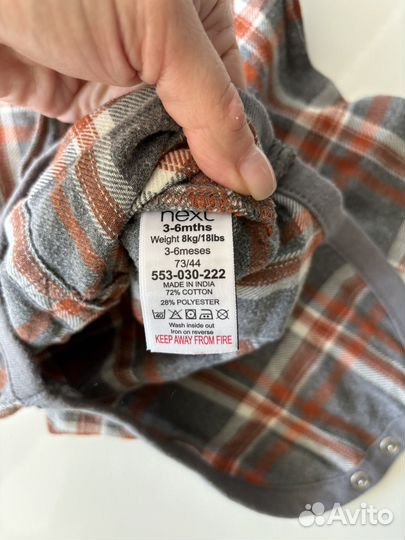 next
3-6mths
Weight 8kg/18lbs
3-6meses
73/44
553-030-222
MADE IN INDIA
72% COTTON
28% POLYESTER
40
Wash inside out
Iron on reverse
KEEP AWAY FROM FIRE
Avito